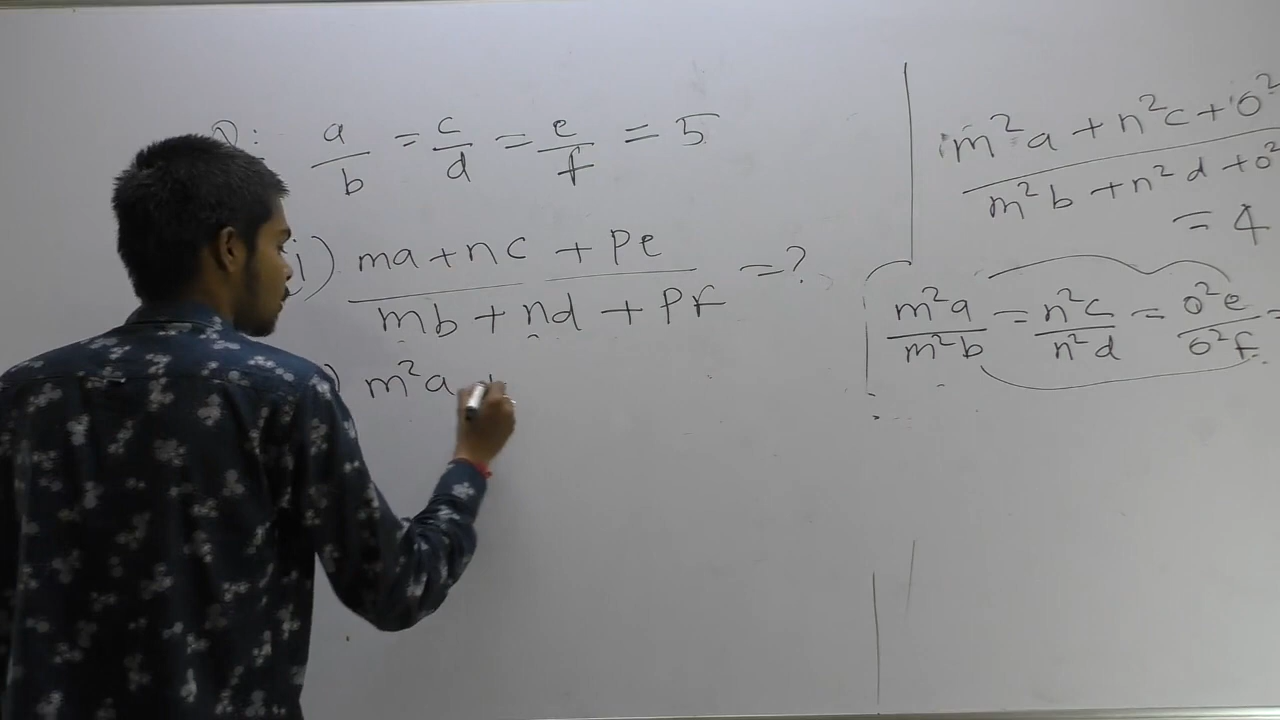 Q: a/b = c/d = e/f = 5
i) ma + nc + pe / mb + nd + pf = ?
) m²a +
m²a + n²c + o² / m²b + n²d + o²
= 4
m²a/m²b = n²c/n²d = o²e/o²f =